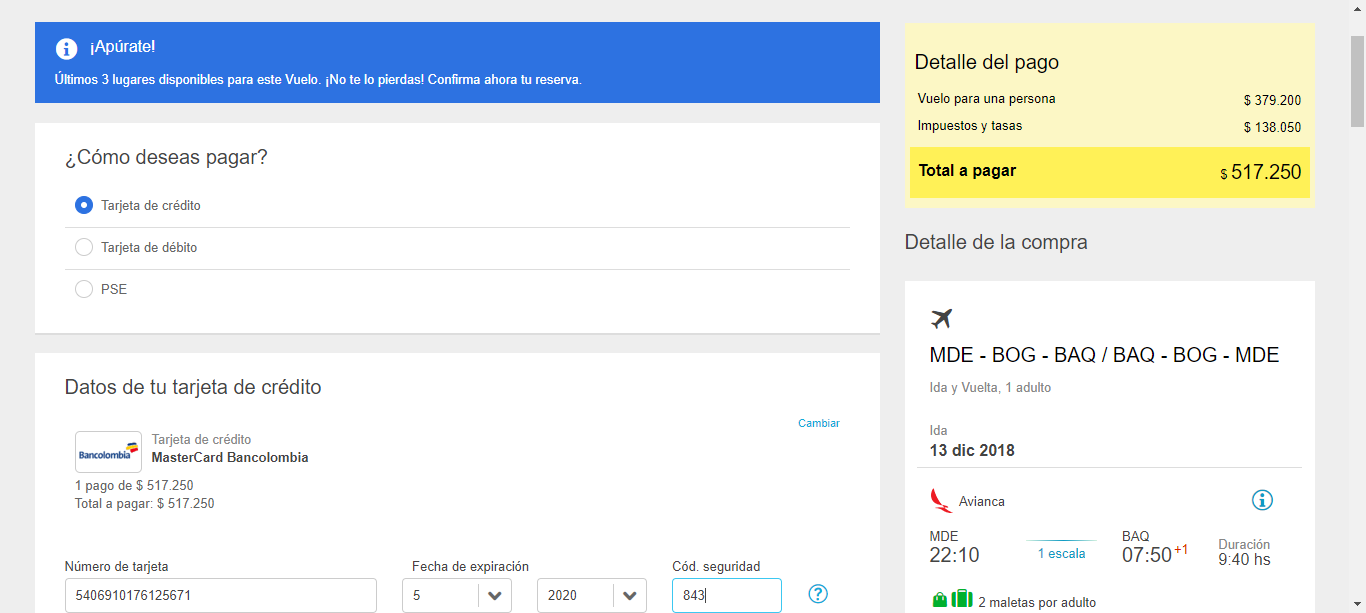 ¡Apúrate!
Últimos 3 lugares disponibles para este Vuelo. ¡No te lo pierdas! Confirma ahora tu reserva.
¿Cómo deseas pagar?
Tarjeta de crédito
Tarjeta de débito
PSE
Datos de tu tarjeta de crédito
Cambiar
Bancolombia
Tarjeta de crédito
MasterCard Bancolombia
1 pago de $ 517.250
Total a pagar: $ 517.250
Número de tarjeta Fecha de expiración Cód. seguridad
5406910176125671 5 2020 843 ?
Detalle del pago
Vuelo para una persona $ 379.200
Impuestos y tasas $ 138.050
Total a pagar $ 517.250
Detalle de la compra
MDE - BOG - BAQ / BAQ - BOG - MDE
Ida y Vuelta, 1 adulto
Ida
13 dic 2018
Avianca
MDE BAQ Duración
22:10 1 escala 07:50 +1 9:40 hs
2 maletas por adulto